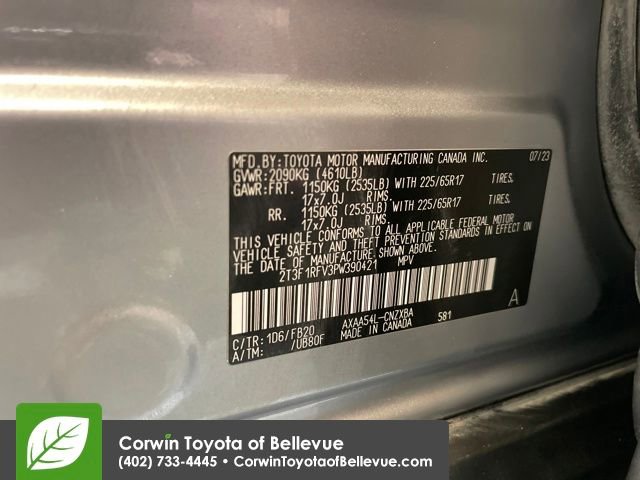 MFD.BY:TOYOTA MOTOR MANUFACTURING CANADA INC. 07/23
GVWR:2090KG (4610LB)
GAWR:FRT. 1150KG (2535LB) WITH 225/65R17 TIRES.
17x7.0J RIMS.
RR. 1150KG (2535LB) WITH 225/65R17 TIRES.
17x7.0J RIMS.
THIS VEHICLE CONFORMS TO ALL APPLICABLE FEDERAL MOTOR
VEHICLE SAFETY AND THEFT PREVENTION STANDARDS IN EFFECT ON
THE DATE OF MANUFACTURE SHOWN ABOVE.
2T3F1RFV3PW390421 MPV
A
C/TR: 1D6/FB20 AXAA54L-CNZXBA 581
A/TM: /UB80F MADE IN CANADA
Corwin Toyota of Bellevue
(402) 733-4445 • CorwinToyotaofBellevue.com